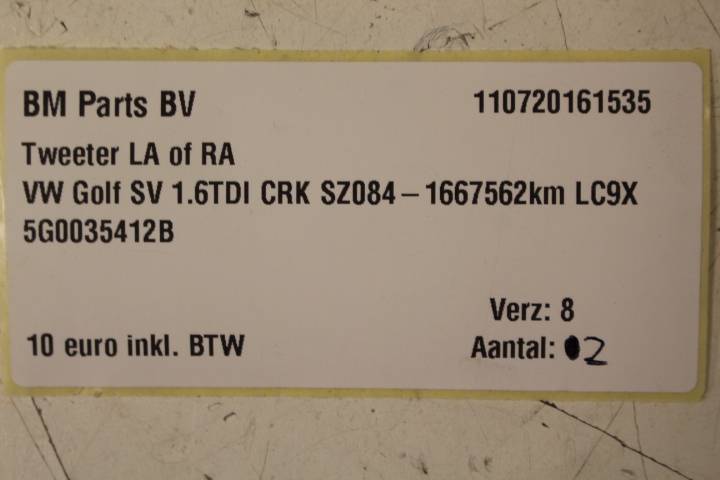 BM Parts BV 110720161535
Tweeter LA of RA
VW Golf SV 1.6TDI CRK SZ084 – 1667562km LC9X
5G0035412B
Verz: 8
10 euro inkl. BTW Aantal: 2